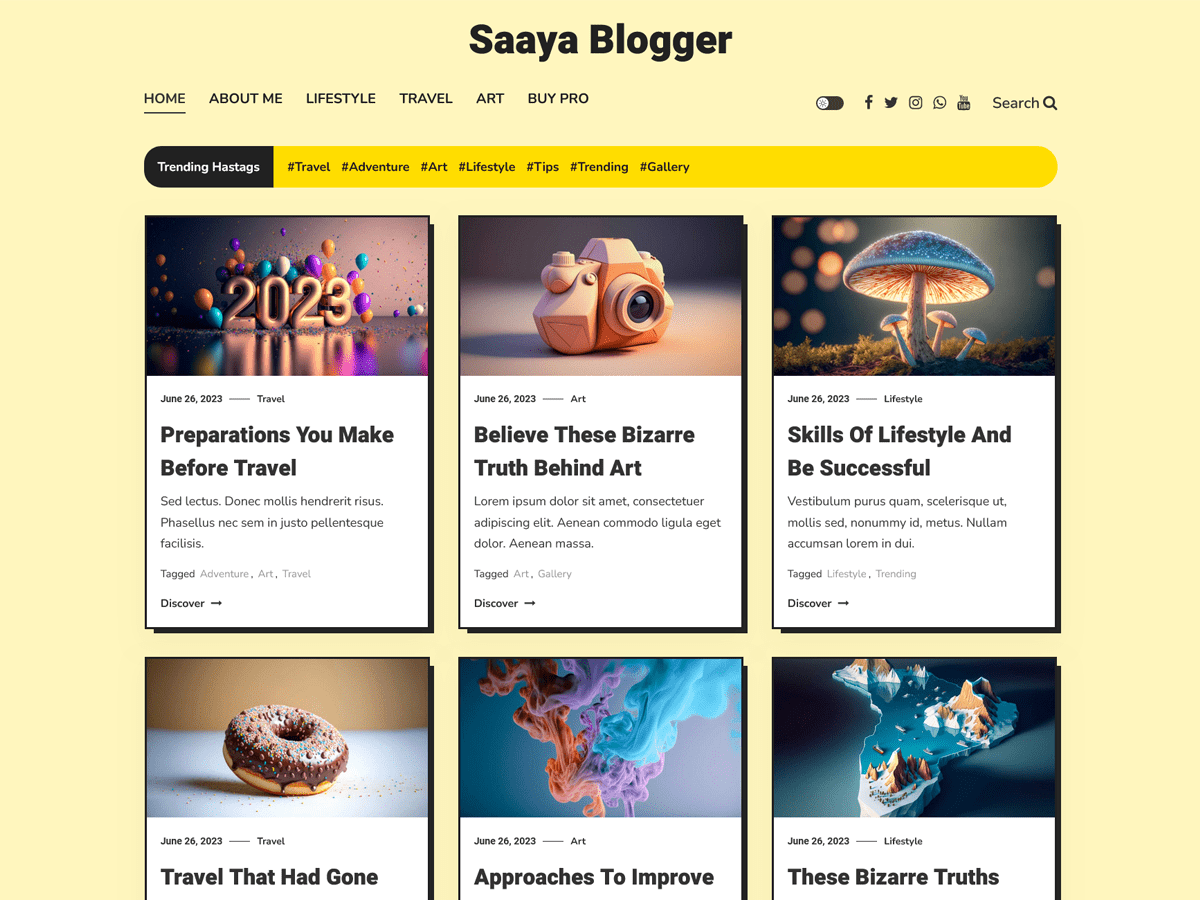 Saaya Blogger
HOME ABOUT ME LIFESTYLE TRAVEL ART BUY PRO
Search
Trending Hastags #Travel #Adventure #Art #Lifestyle #Tips #Trending #Gallery
2023
June 26, 2023 Travel
Preparations You Make
Before Travel
Sed lectus. Donec mollis hendrerit risus.
Phasellus nec sem in justo pellentesque
facilisis.
Tagged Adventure, Art, Travel
Discover →
June 26, 2023 Art
Believe These Bizarre
Truth Behind Art
Lorem ipsum dolor sit amet, consectetuer
adipiscing elit. Aenean commodo ligula eget
dolor. Aenean massa.
Tagged Art, Gallery
Discover →
June 26, 2023 Lifestyle
Skills Of Lifestyle And
Be Successful
Vestibulum purus quam, scelerisque ut,
mollis sed, nonummy id, metus. Nullam
accumsan lorem in dui.
Tagged Lifestyle, Trending
Discover →
June 26, 2023 Travel
Travel That Had Gone
June 26, 2023 Art
Approaches To Improve
June 26, 2023 Lifestyle
These Bizarre Truths